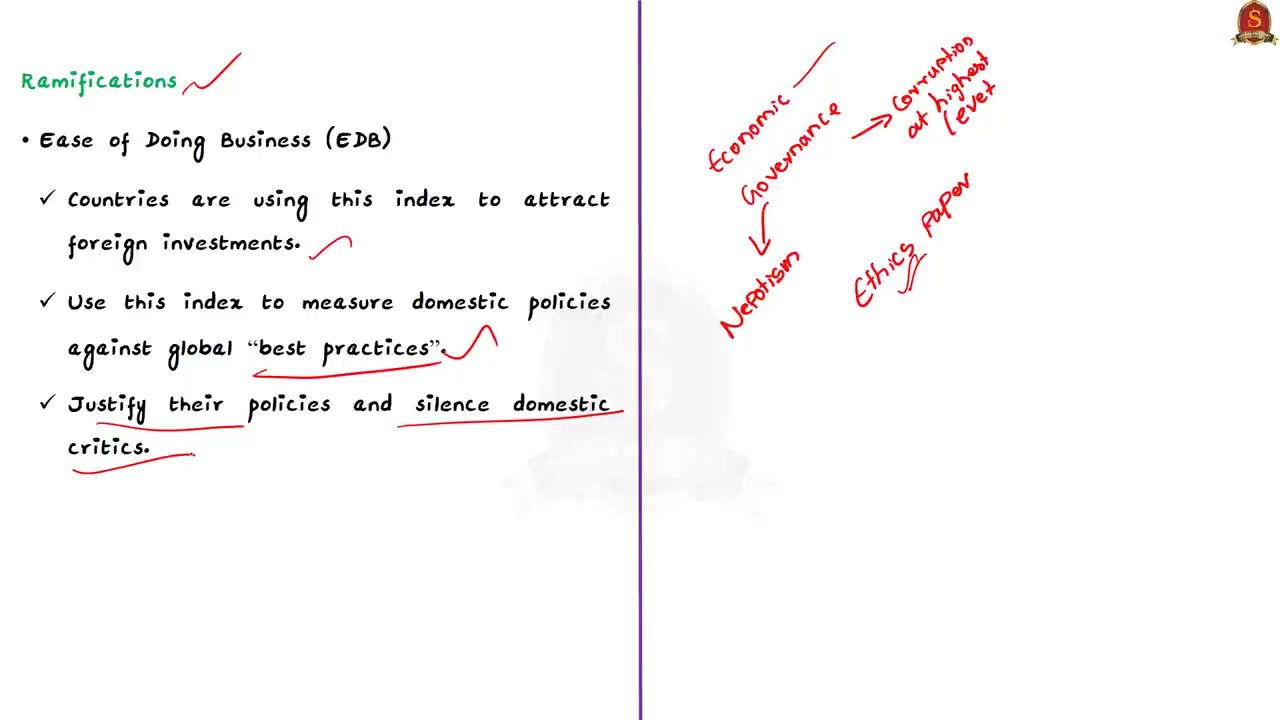 Ramifications
• Ease of Doing Business (EDB)
✓ Countries are using this index to attract
foreign investments.
✓ Use this index to measure domestic policies
against global “best practices”.
✓ Justify their policies and silence domestic
critics.
Economic
Governance
Corruption
at highest
level
Nepotism
Ethics Paper
S